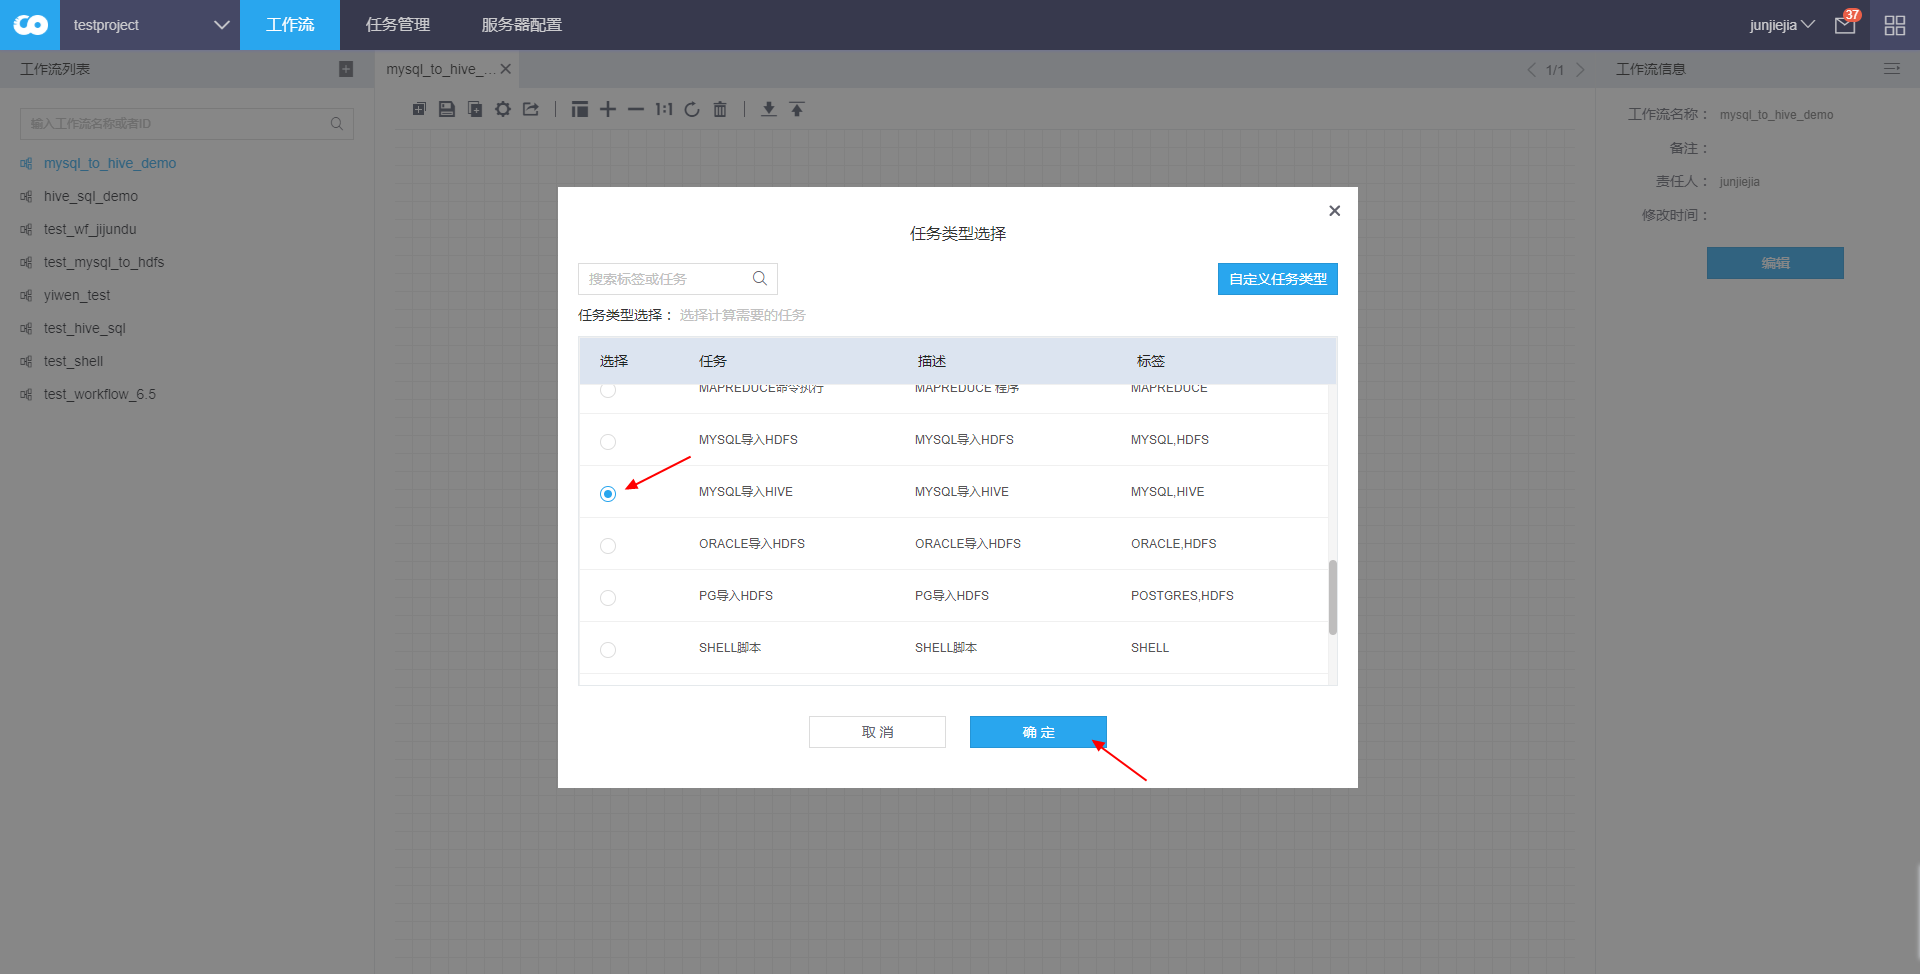 testproject
工作流
任务管理
服务器配置
junjiejia
37
工作流列表
mysql_to_hive_...
1/1
工作流信息
输入工作流名称或者ID
mysql_to_hive_demo
hive_sql_demo
test_wf_jijundu
test_mysql_to_hdfs
yiwen_test
test_hive_sql
test_shell
test_workflow_6.5
1:1
任务类型选择
搜索标签或任务
自定义任务类型
任务类型选择： 选择计算需要的任务
选择 任务 描述 标签
MAPREDUCE命令执行 MAPREDUCE 程序 MAPREDUCE
MYSQL导入HDFS MYSQL导入HDFS MYSQL,HDFS
MYSQL导入HIVE MYSQL导入HIVE MYSQL,HIVE
ORACLE导入HDFS ORACLE导入HDFS ORACLE,HDFS
PG导入HDFS PG导入HDFS POSTGRES,HDFS
SHELL脚本 SHELL脚本 SHELL
取 消
确 定
工作流名称： mysql_to_hive_demo
备注：
责任人： junjiejia
修改时间：
编辑